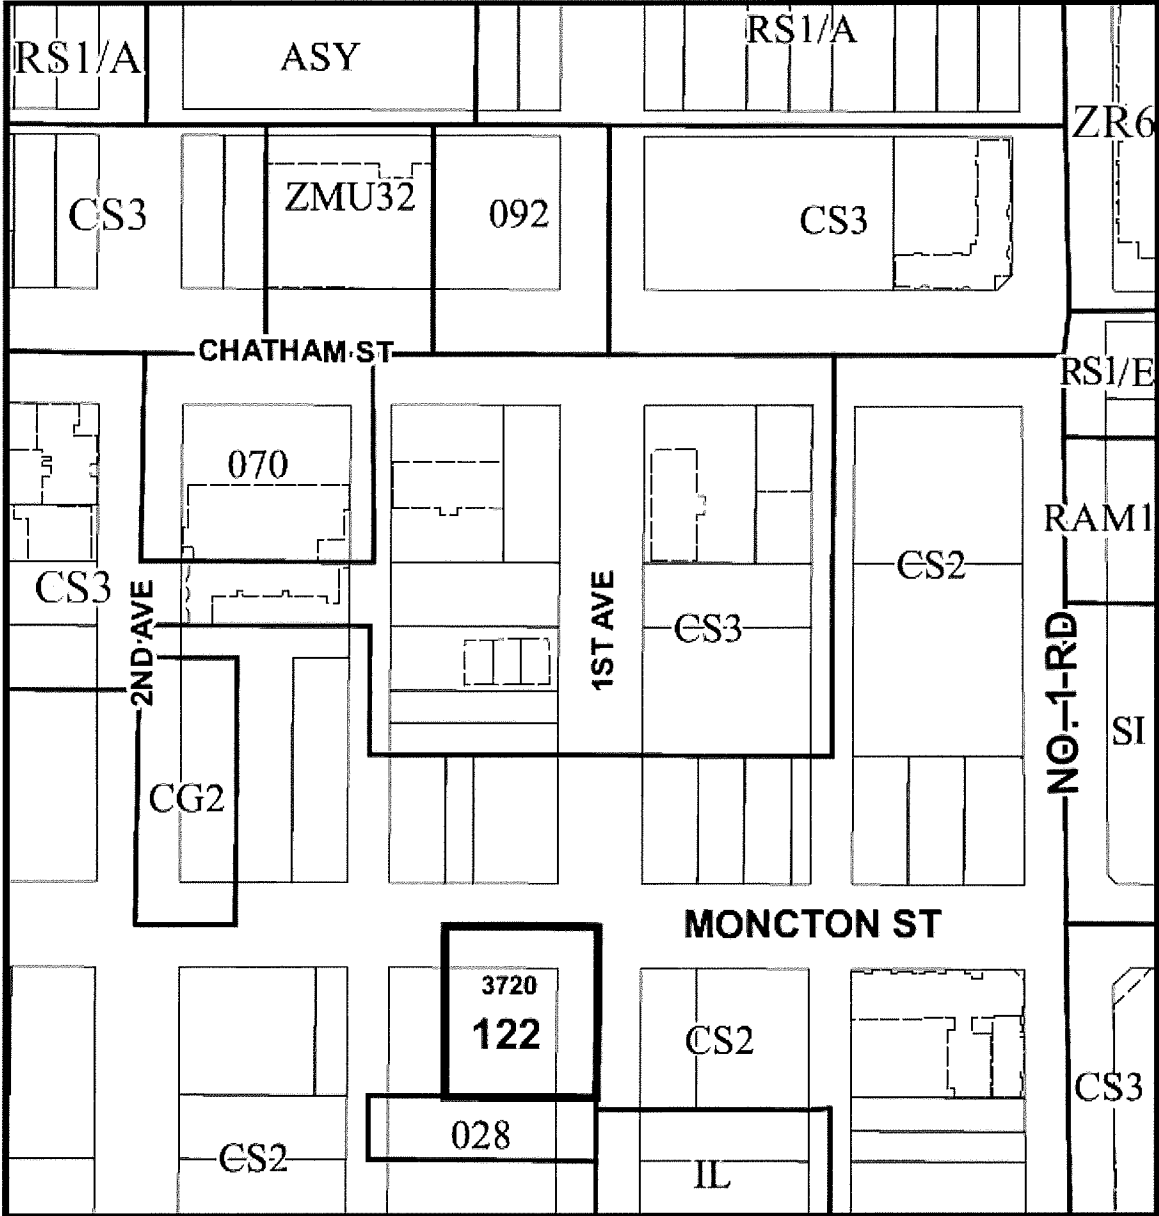 RS1/A
ASY
RS1/A
ZR6
CS3
ZMU32
092
CS3
CHATHAM ST
RS1/E
070
RAM1
CS2
CS3
2ND AVE
1ST AVE
CS3
NO. 1 RD
SI
CG2
MONCTON ST
3720
122
CS2
CS3
028
CS2
IL